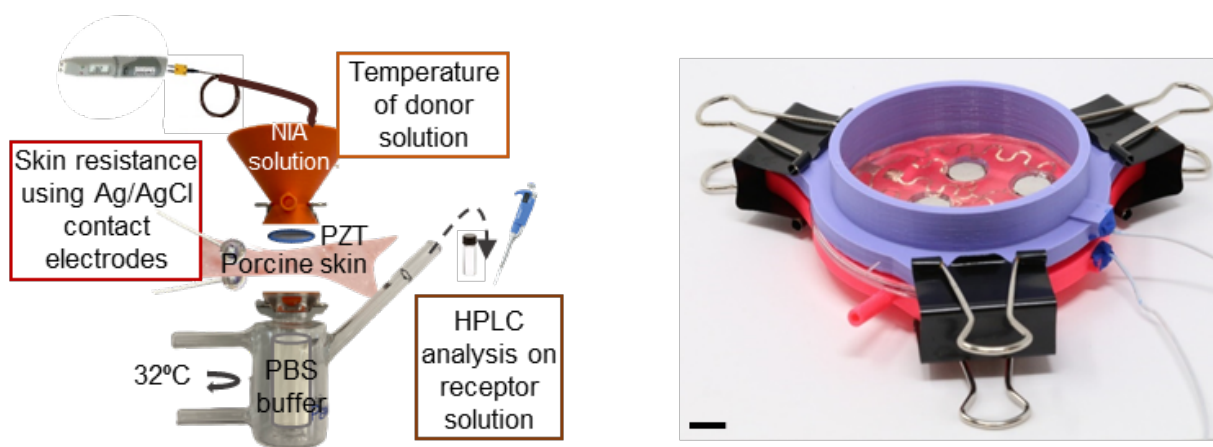 Temperature
of donor
solution
NIA
solution
Skin resistance
using Ag/AgCl
contact
electrodes
PZT
Porcine skin
HPLC
analysis on
receptor
solution
32ºC
PBS
buffer